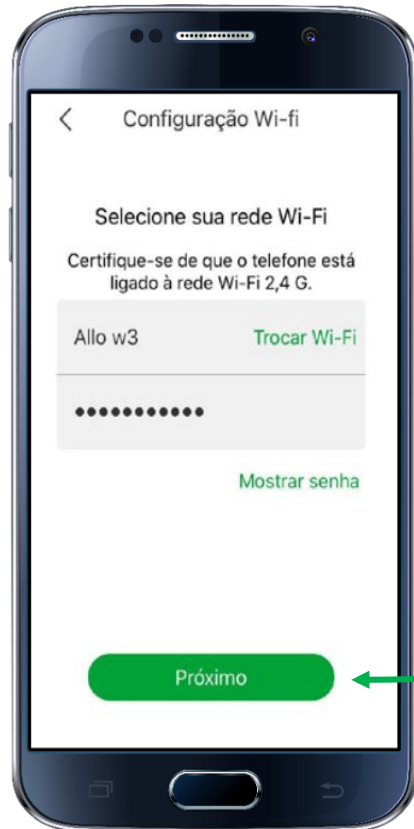 Configuração Wi-fi
Selecione sua rede Wi-Fi
Certifique-se de que o telefone está
ligado à rede Wi-Fi 2,4 G.
Allo w3 Trocar Wi-Fi
•••••••••••
Mostrar senha
Próximo